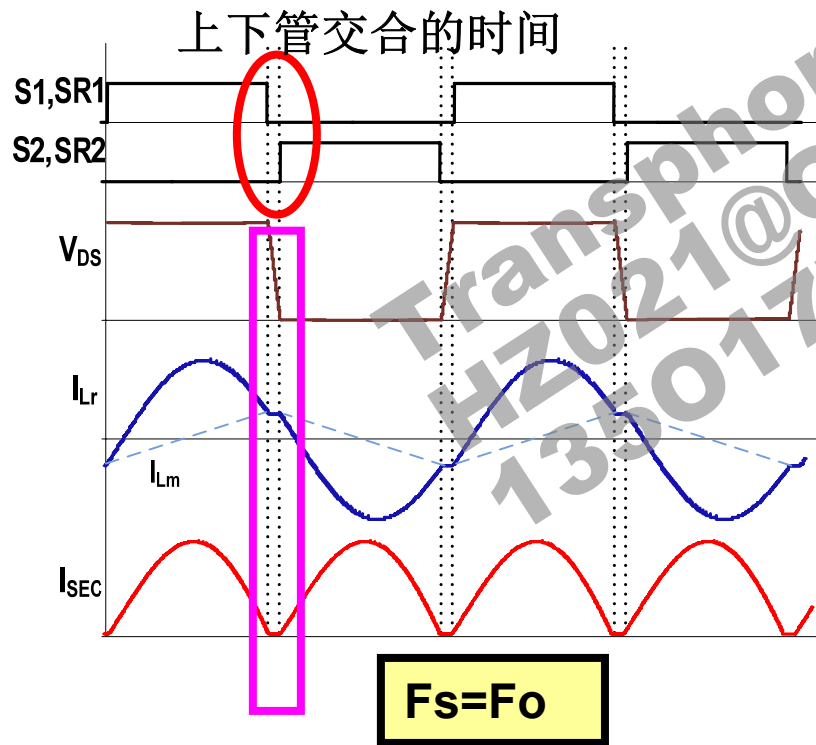 上下管交合的时间
S1,SR1
S2,SR2
VDS
ILr
ILm
ISEC
Fs=Fo
Transphor
HZ021@
135017